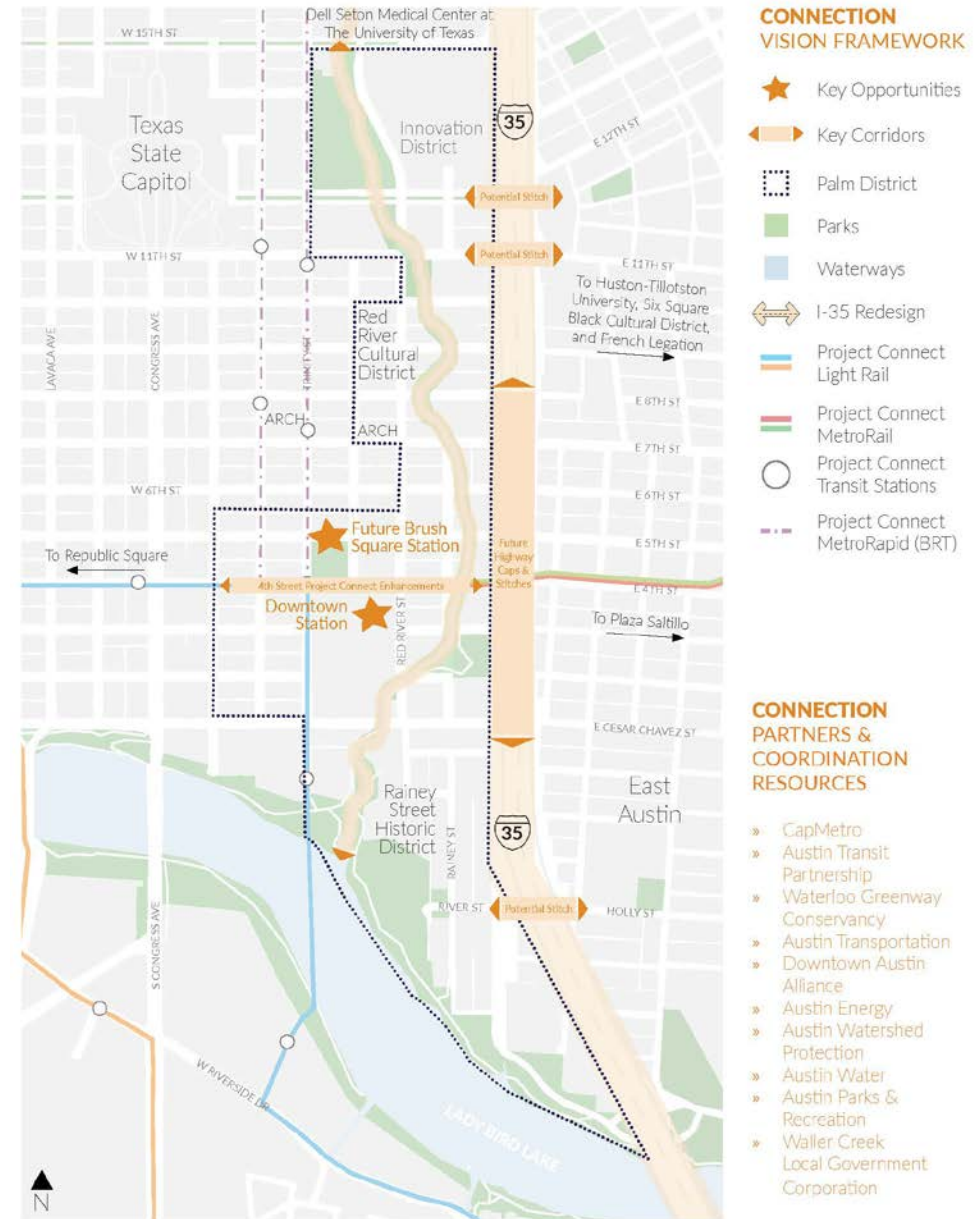 Dell Seton Medical Center at
The University of Texas
W 15TH ST
Texas
State
Capitol
Innovation
District
35
E 12TH ST
Potential Stitch
Potential Stitch
W 11TH ST
E 11TH ST
To Huston-Tillotston
University, Six Square
Black Cultural District,
and French Legation
LAVACA AVE
CONGRESS AVE
TRINITY ST
Red
River
Cultural
District
ARCH
ARCH
E 8TH ST
E 7TH ST
W 6TH ST
E 6TH ST
Future Brush
Square Station
E 5TH ST
Future
Highway
Caps &
Stitches
To Republic Square
4th Street Project Connect Enhancements
E 4TH ST
Downtown
Station
RED RIVER ST
To Plaza Saltillo
E CESAR CHAVEZ ST
East
Austin
Rainey
Street
Historic
District
RAINEY ST
35
RIVER ST
Potential Stitch
HOLLY ST
S CONGRESS AVE
W RIVERSIDE DR
LADY BIRD LAKE
N
CONNECTION
VISION FRAMEWORK
Key Opportunities
Key Corridors
Palm District
Parks
Waterways
I-35 Redesign
Project Connect
Light Rail
Project Connect
MetroRail
Project Connect
Transit Stations
Project Connect
MetroRapid (BRT)
CONNECTION
PARTNERS &
COORDINATION
RESOURCES
» CapMetro
» Austin Transit
Partnership
» Waterloo Greenway
Conservancy
» Austin Transportation
» Downtown Austin
Alliance
» Austin Energy
» Austin Watershed
Protection
» Austin Water
» Austin Parks &
Recreation
» Waller Creek
Local Government
Corporation